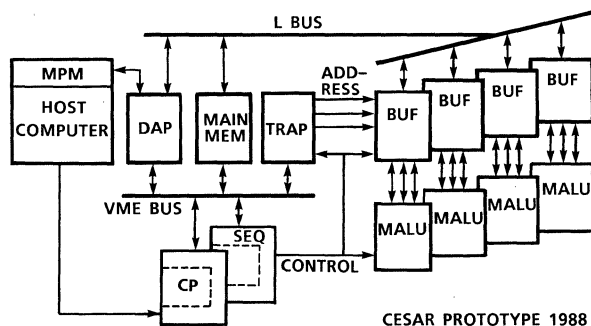 L BUS
MPM
HOST
COMPUTER
DAP
MAIN
MEM
TRAP
ADD-
RESS
BUF
BUF
BUF
BUF
MALU
MALU
MALU
MALU
VME BUS
SEQ
CP
CONTROL
CESAR PROTOTYPE 1988